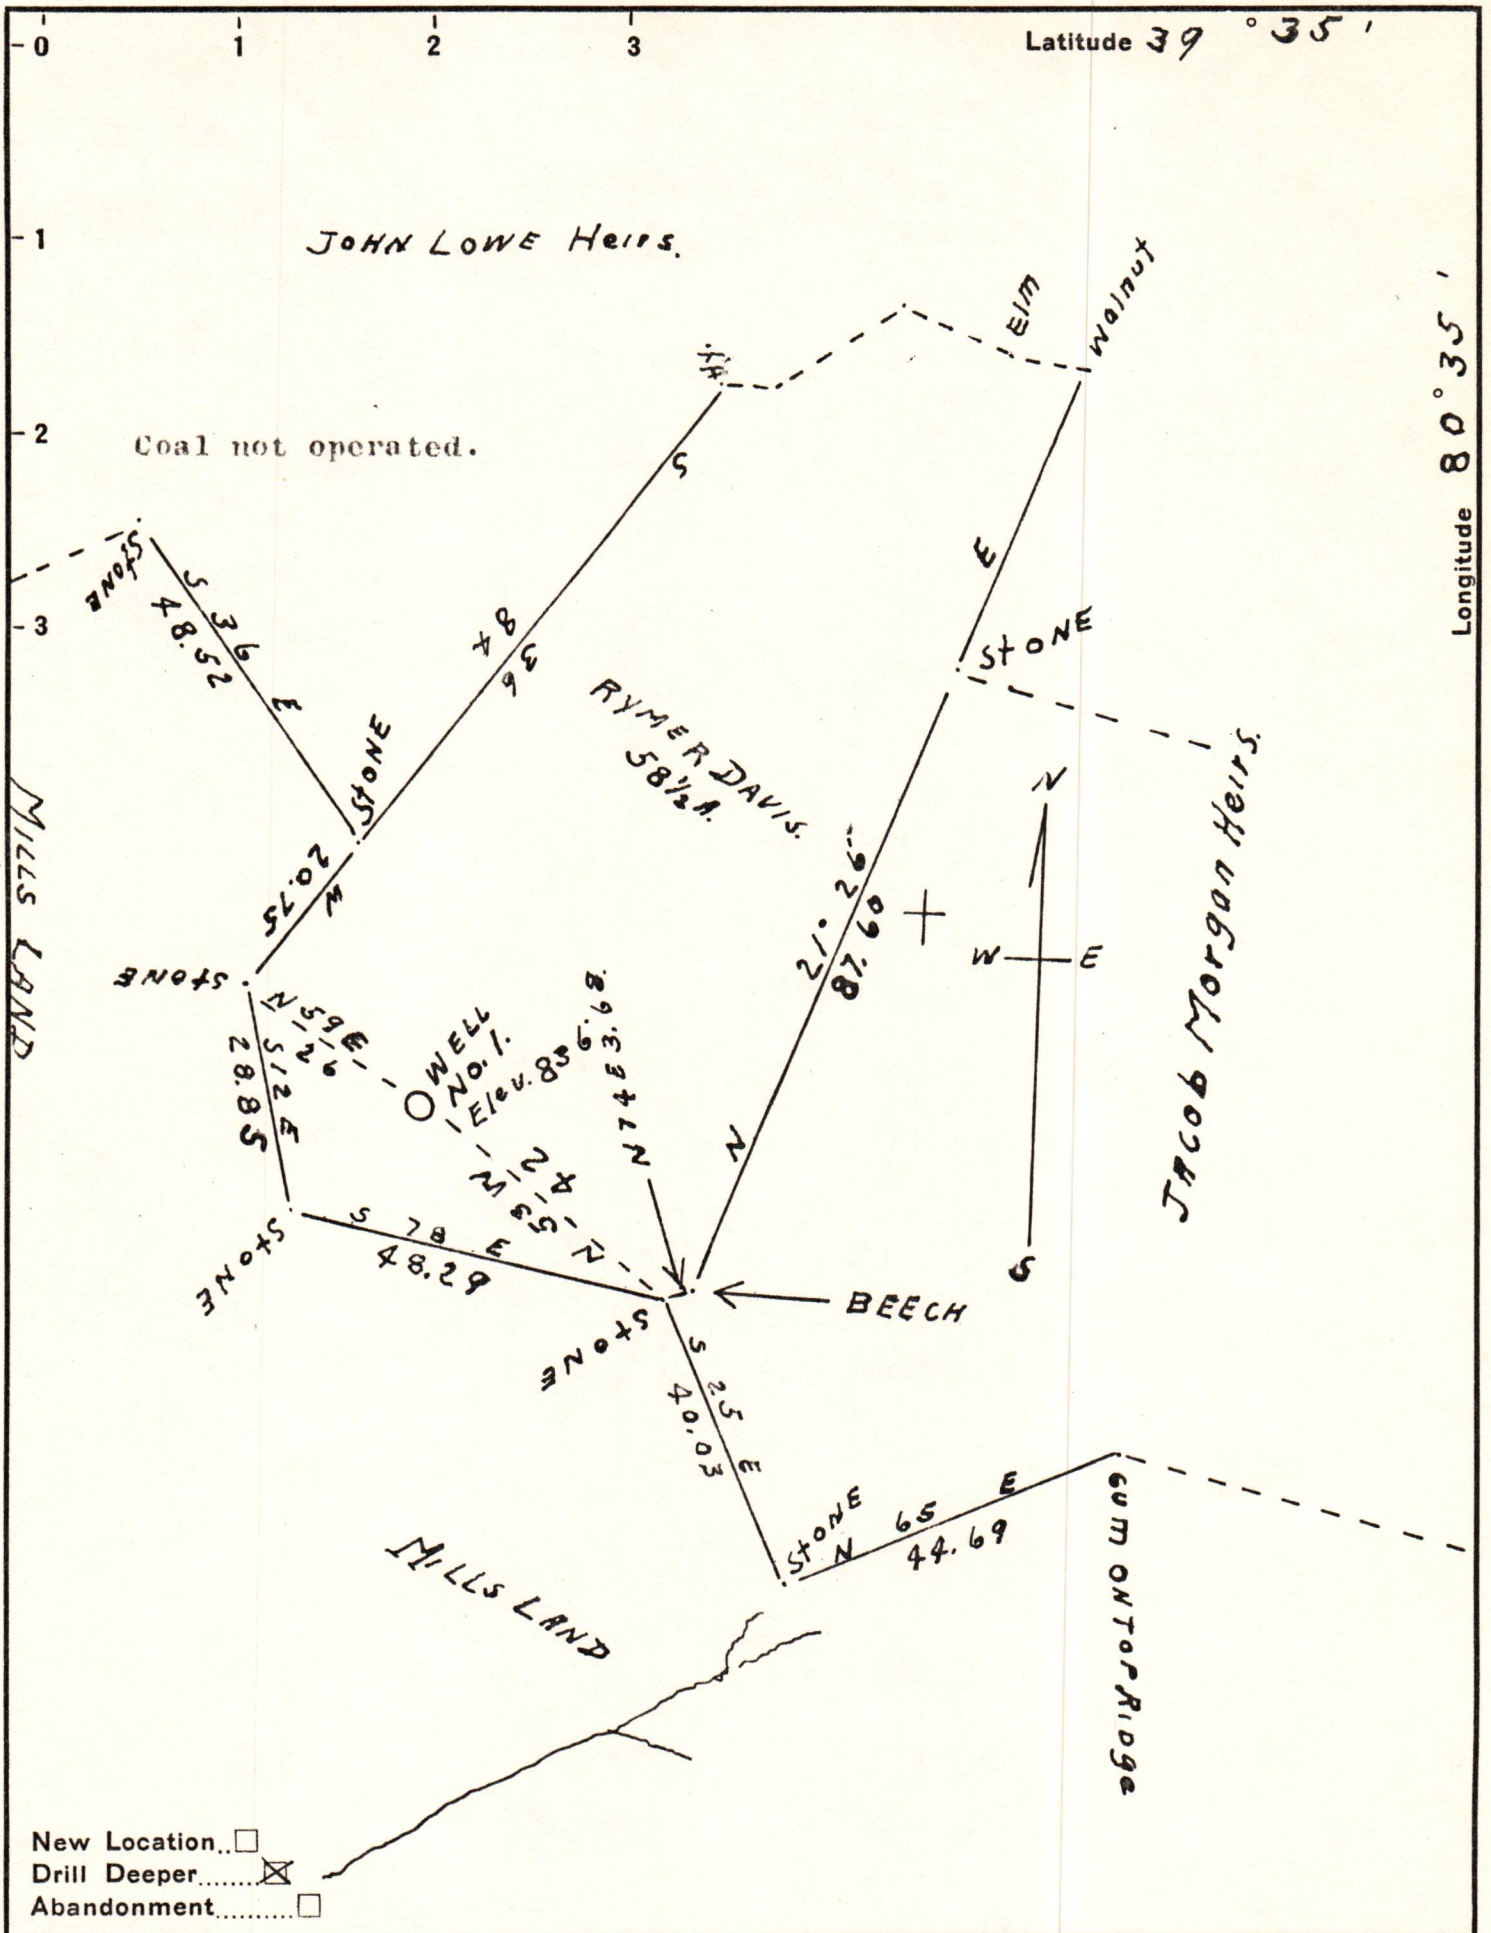 0 1 2 3
Latitude 39 ° 35 '
1
2
3
Longitude 80 ° 35 '
JOHN LOWE Heirs.
Elm
Walnut
Coal not operated.
STONE
S 36 E
48.52
S
36
84
E
STONE
STONE
RYMER DAVIS.
58½ A.
W
20.75
STONE
MILLS LAND
21° 26"
87.60
N
N
W E
S
JACOB Morgan Heirs.
N 59 E
26
S 12 E
28.85
WELL
NO. 1.
Elev. 836.
N 74 E 3.68
N 53 W
42
STONE
S 78 E
48.29
STONE
BEECH
S 25 E
40.03
STONE
N 65 E
44.69
GUM ON TOP RIDge
MILLS LAND
New Location..
Drill Deeper........
Abandonment..........